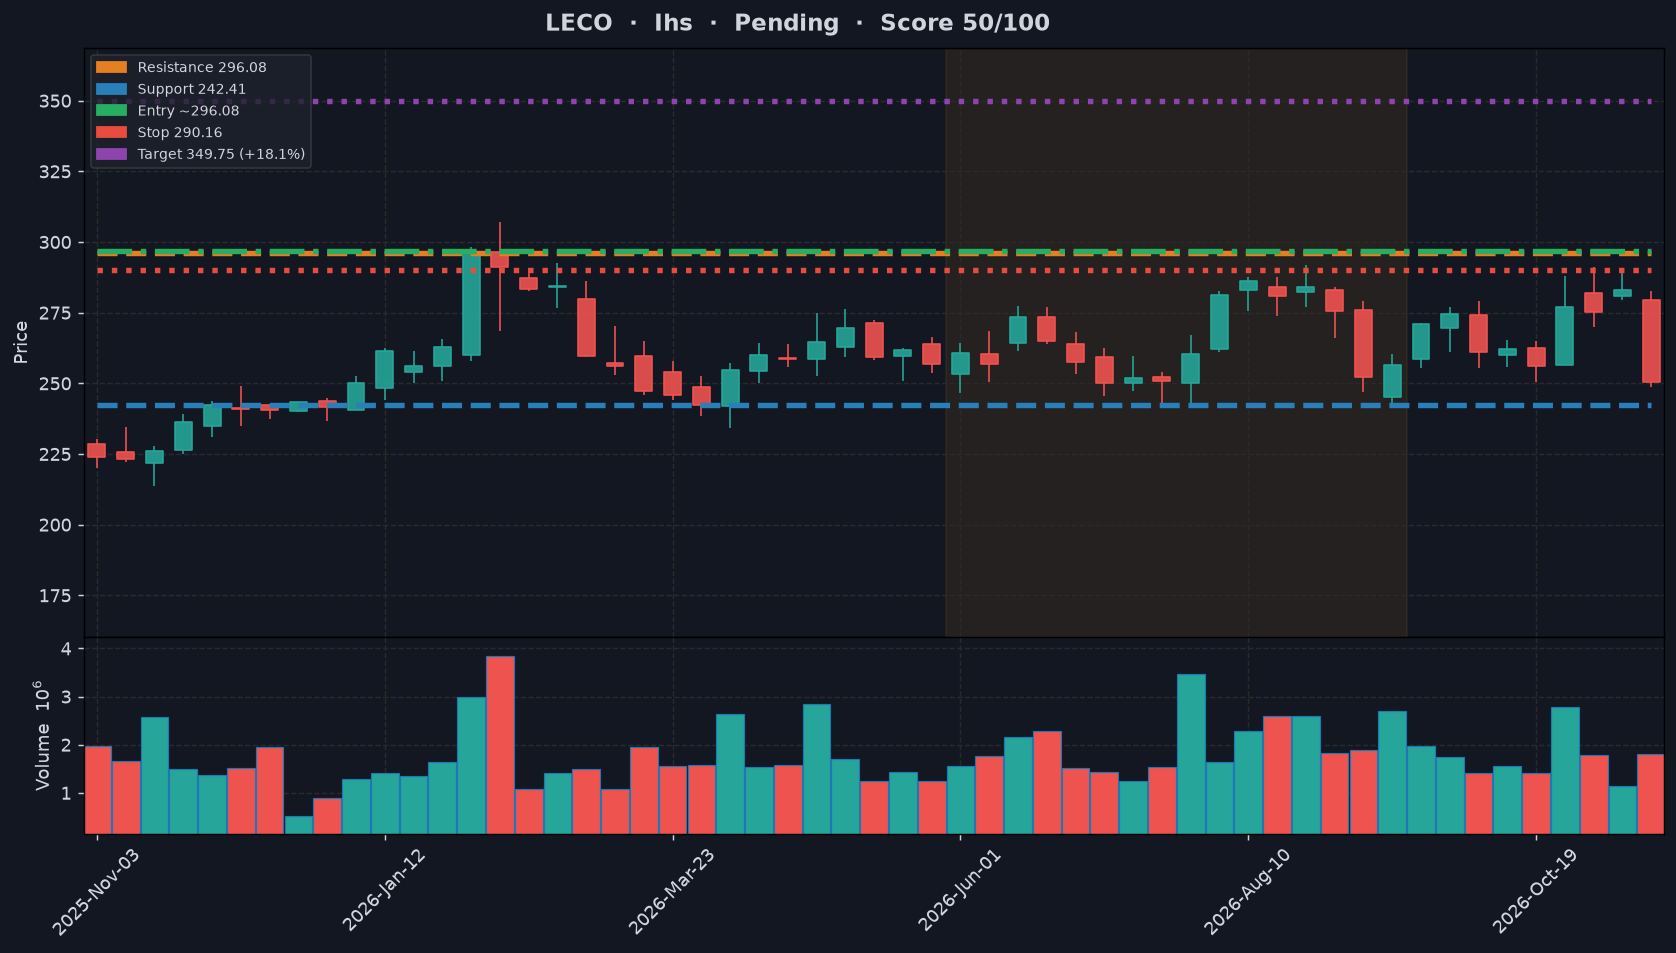 LECO · Ihs · Pending · Score 50/100
Resistance 296.08
Support 242.41
Entry ~296.08
Stop 290.16
Target 349.75 (+18.1%)
Price
350
325
300
275
250
225
200
175
Volume 10⁶
4
3
2
1
2025-Nov-03
2026-Jan-12
2026-Mar-23
2026-Jun-01
2026-Aug-10
2026-Oct-19